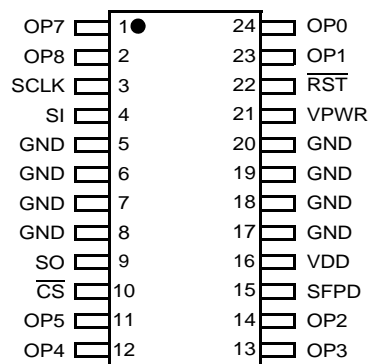 OP7 1 24 OP0
OP8 2 23 OP1
SCLK 3 22 R̅S̅T̅
SI 4 21 VPWR
GND 5 20 GND
GND 6 19 GND
GND 7 18 GND
GND 8 17 GND
SO 9 16 VDD
C̅S̅ 10 15 SFPD
OP5 11 14 OP2
OP4 12 13 OP3